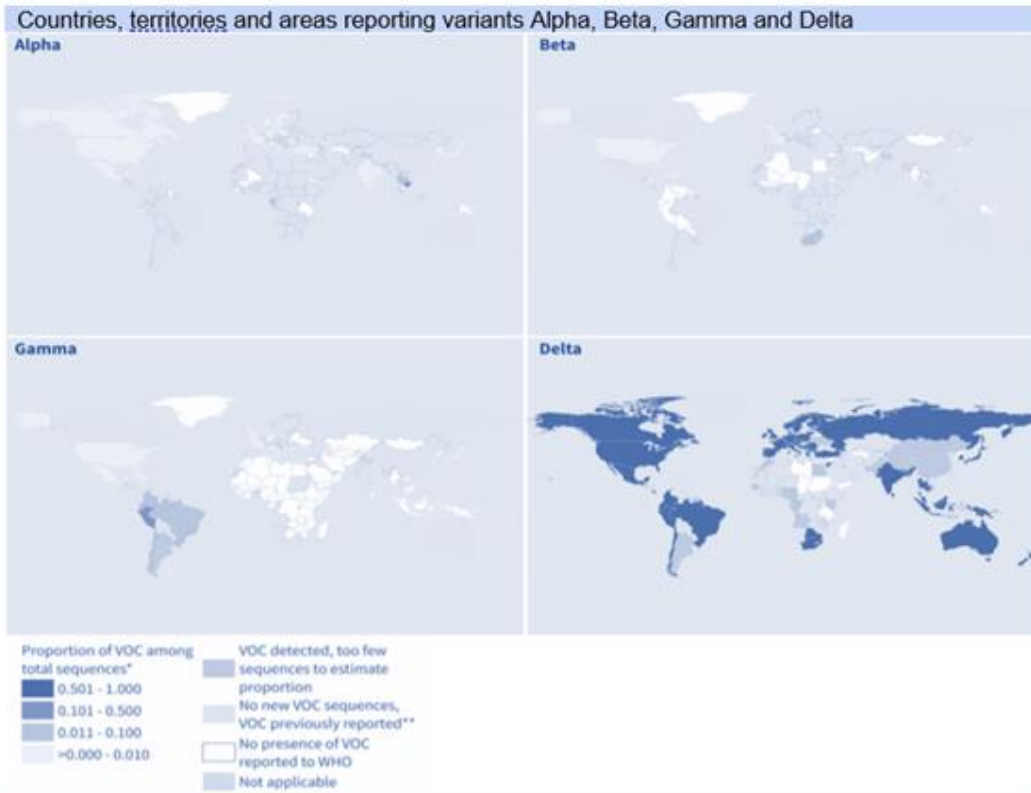 Countries, territories and areas reporting variants Alpha, Beta, Gamma and Delta
Alpha
Beta
Gamma
Delta
Proportion of VOC among
total sequences*
0.501 - 1.000
0.101 - 0.500
0.011 - 0.100
>0.000 - 0.010
VOC detected, too few
sequences to estimate
proportion
No new VOC sequences,
VOC previously reported**
No presence of VOC
reported to WHO
Not applicable